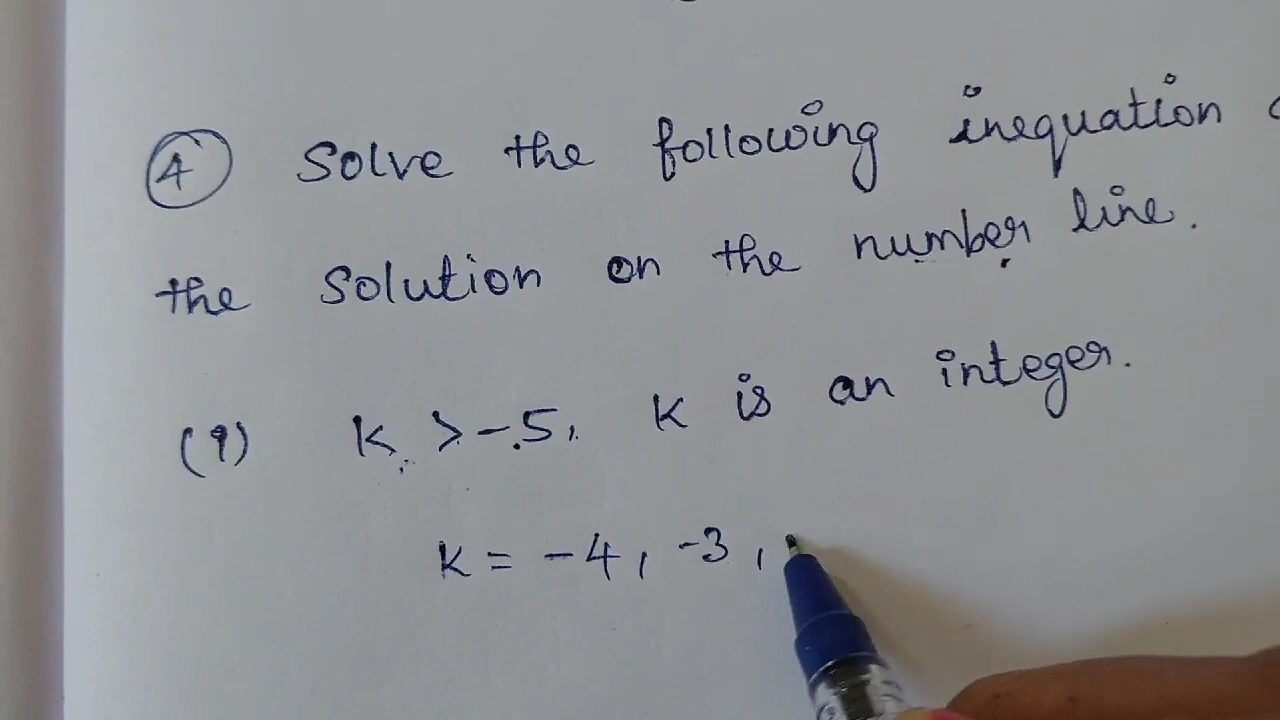 4 Solve the following inequation
the solution on the number line.
(i) K > -5, K is an integer.
K = -4, -3,